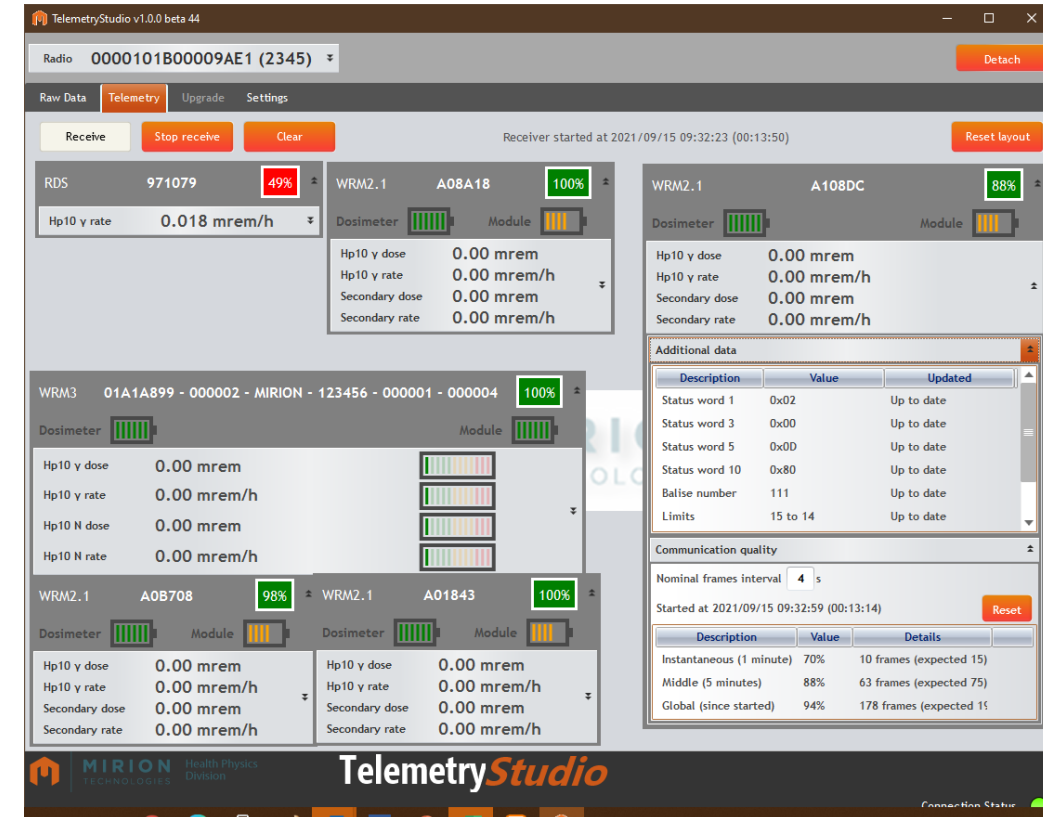 TelemetryStudio v1.0.0 beta 44
Radio 0000101B00009AE1 (2345)
Detach
Raw Data Telemetry Upgrade Settings
Receive Stop receive Clear Receiver started at 2021/09/15 09:32:23 (00:13:50) Reset layout
RDS 971079 49%
Hp10 γ rate 0.018 mrem/h
WRM2.1 A08A18 100%
Dosimeter Module
Hp10 γ dose 0.00 mrem
Hp10 γ rate 0.00 mrem/h
Secondary dose 0.00 mrem
Secondary rate 0.00 mrem/h
WRM2.1 A108DC 88%
Dosimeter Module
Hp10 γ dose 0.00 mrem
Hp10 γ rate 0.00 mrem/h
Secondary dose 0.00 mrem
Secondary rate 0.00 mrem/h
Additional data
Description Value Updated
Status word 1 0x02 Up to date
Status word 3 0x00 Up to date
Status word 5 0x0D Up to date
Status word 10 0x80 Up to date
Balise number 111 Up to date
Limits 15 to 14 Up to date
Communication quality
Nominal frames interval 4 s
Started at 2021/09/15 09:32:59 (00:13:14) Reset
Description Value Details
Instantaneous (1 minute) 70% 10 frames (expected 15)
Middle (5 minutes) 88% 63 frames (expected 75)
Global (since started) 94% 178 frames (expected 19
WRM3 01A1A899 - 000002 - MIRION - 123456 - 000001 - 000004 100%
Dosimeter Module
Hp10 γ dose 0.00 mrem
Hp10 γ rate 0.00 mrem/h
Hp10 N dose 0.00 mrem
Hp10 N rate 0.00 mrem/h
WRM2.1 A0B708 98%
Dosimeter Module
Hp10 γ dose 0.00 mrem
Hp10 γ rate 0.00 mrem/h
Secondary dose 0.00 mrem
Secondary rate 0.00 mrem/h
WRM2.1 A01843 100%
Dosimeter Module
Hp10 γ dose 0.00 mrem
Hp10 γ rate 0.00 mrem/h
Secondary dose 0.00 mrem
Secondary rate 0.00 mrem/h
MIRION
TECHNOLOGIES
Health Physics
Division
TelemetryStudio
Connection Status